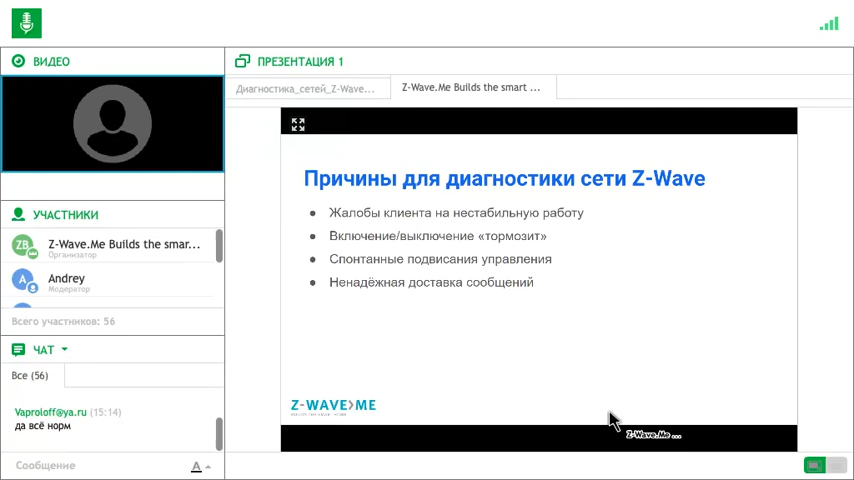 ВИДЕО
ПРЕЗЕНТАЦИЯ 1
Диагностика_сетей_Z-Wave...
Z-Wave.Me Builds the smart ...
Причины для диагностики сети Z-Wave
● Жалобы клиента на нестабильную работу
● Включение/выключение «тормозит»
● Спонтанные подвисания управления
● Ненадёжная доставка сообщений
Z-WAVE>ME
Z-Wave.Me ...
УЧАСТНИКИ
ZB
Z-Wave.Me Builds the smar...
Организатор
A
Andrey
Модератор
Всего участников: 56
ЧАТ
Все (56)
Vaproloff@ya.ru (15:14)
да всё норм
Сообщение
A